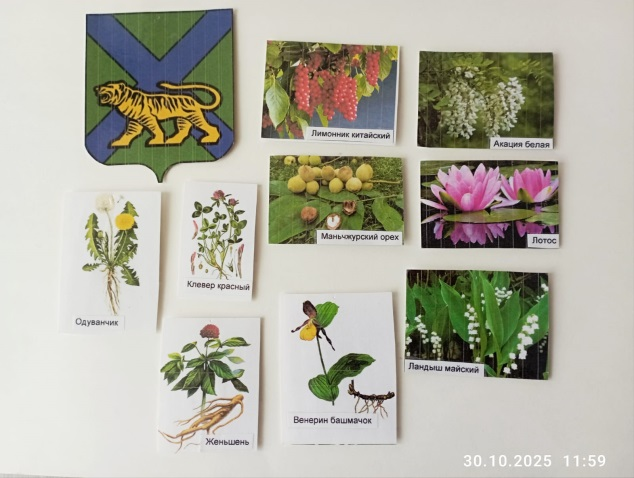 Лимонник китайский
Акация белая
Маньчжурский орех
Лотос
Клевер красный
Одуванчик
Ландыш майский
Венерин башмачок
Женьшень
30.10.2025 11:59